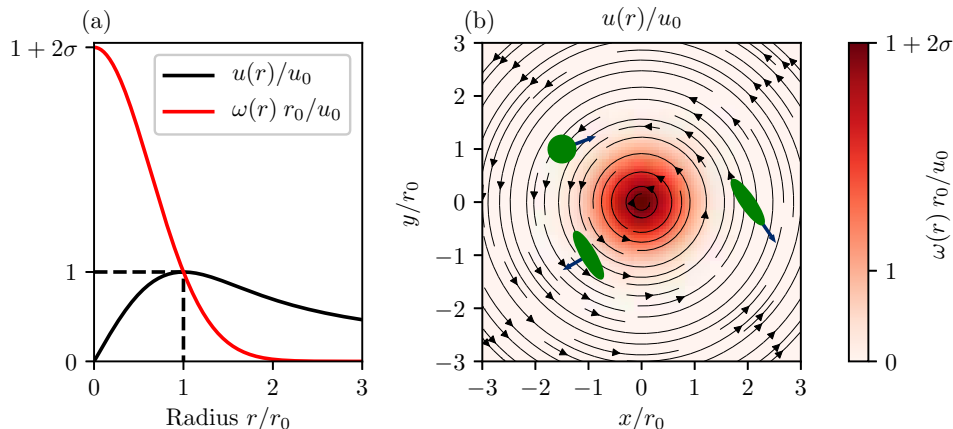 (a)
1 + 2σ
1
0
u(r)/u₀
ω(r) r₀/u₀
0 1 2 3
Radius r/r₀
(b)
u(r)/u₀
3
2
1
0
−1
−2
−3
y/r₀
−3 −2 −1 0 1 2 3
x/r₀
1 + 2σ
1
0
ω(r) r₀/u₀